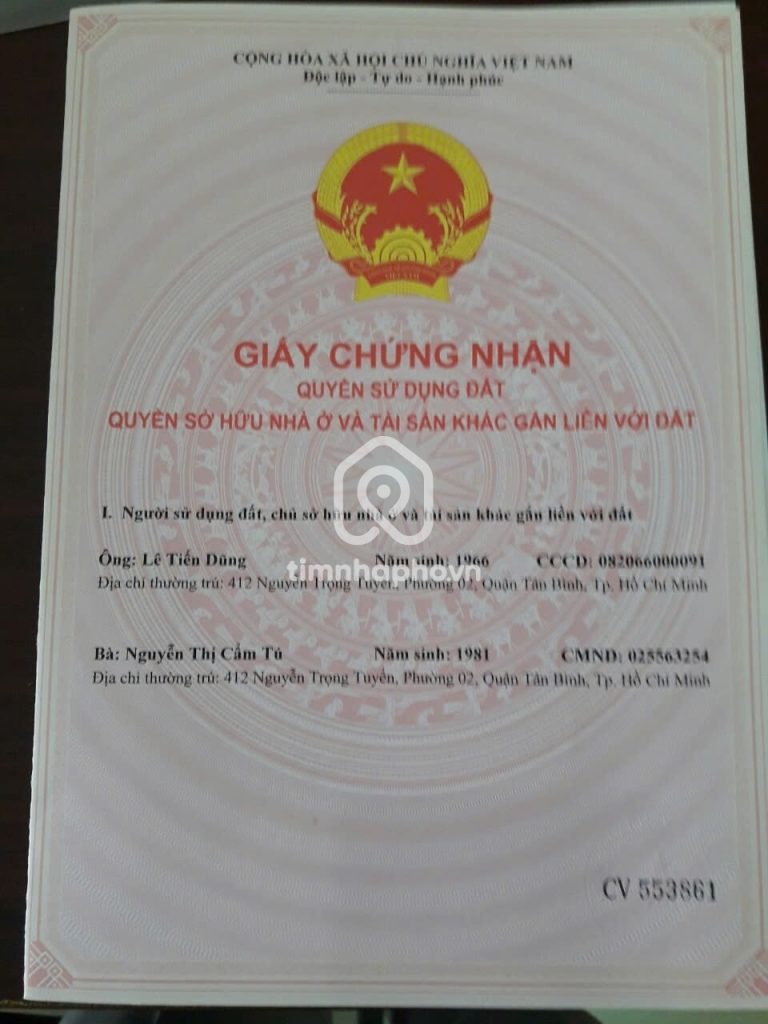 CỘNG HÒA XÃ HỘI CHỦ NGHĨA VIỆT NAM
Độc lập - Tự do - Hạnh phúc
GIẤY CHỨNG NHẬN
QUYỀN SỬ DỤNG ĐẤT
QUYỀN SỞ HỮU NHÀ Ở VÀ TÀI SẢN KHÁC GẮN LIỀN VỚI ĐẤT
I. Người sử dụng đất, chủ sở hữu nhà ở và tài sản khác gắn liền với đất
Ông: Lê Tiến Dũng Năm sinh: 1966 CCCD: 082066000091
timnhaphovn
Địa chỉ thường trú: 412 Nguyễn Trọng Tuyển, Phường 02, Quận Tân Bình, Tp. Hồ Chí Minh
Bà: Nguyễn Thị Cẩm Tú Năm sinh: 1981 CMND: 025563254
Địa chỉ thường trú: 412 Nguyễn Trọng Tuyển, Phường 02, Quận Tân Bình, Tp. Hồ Chí Minh
CV 553861